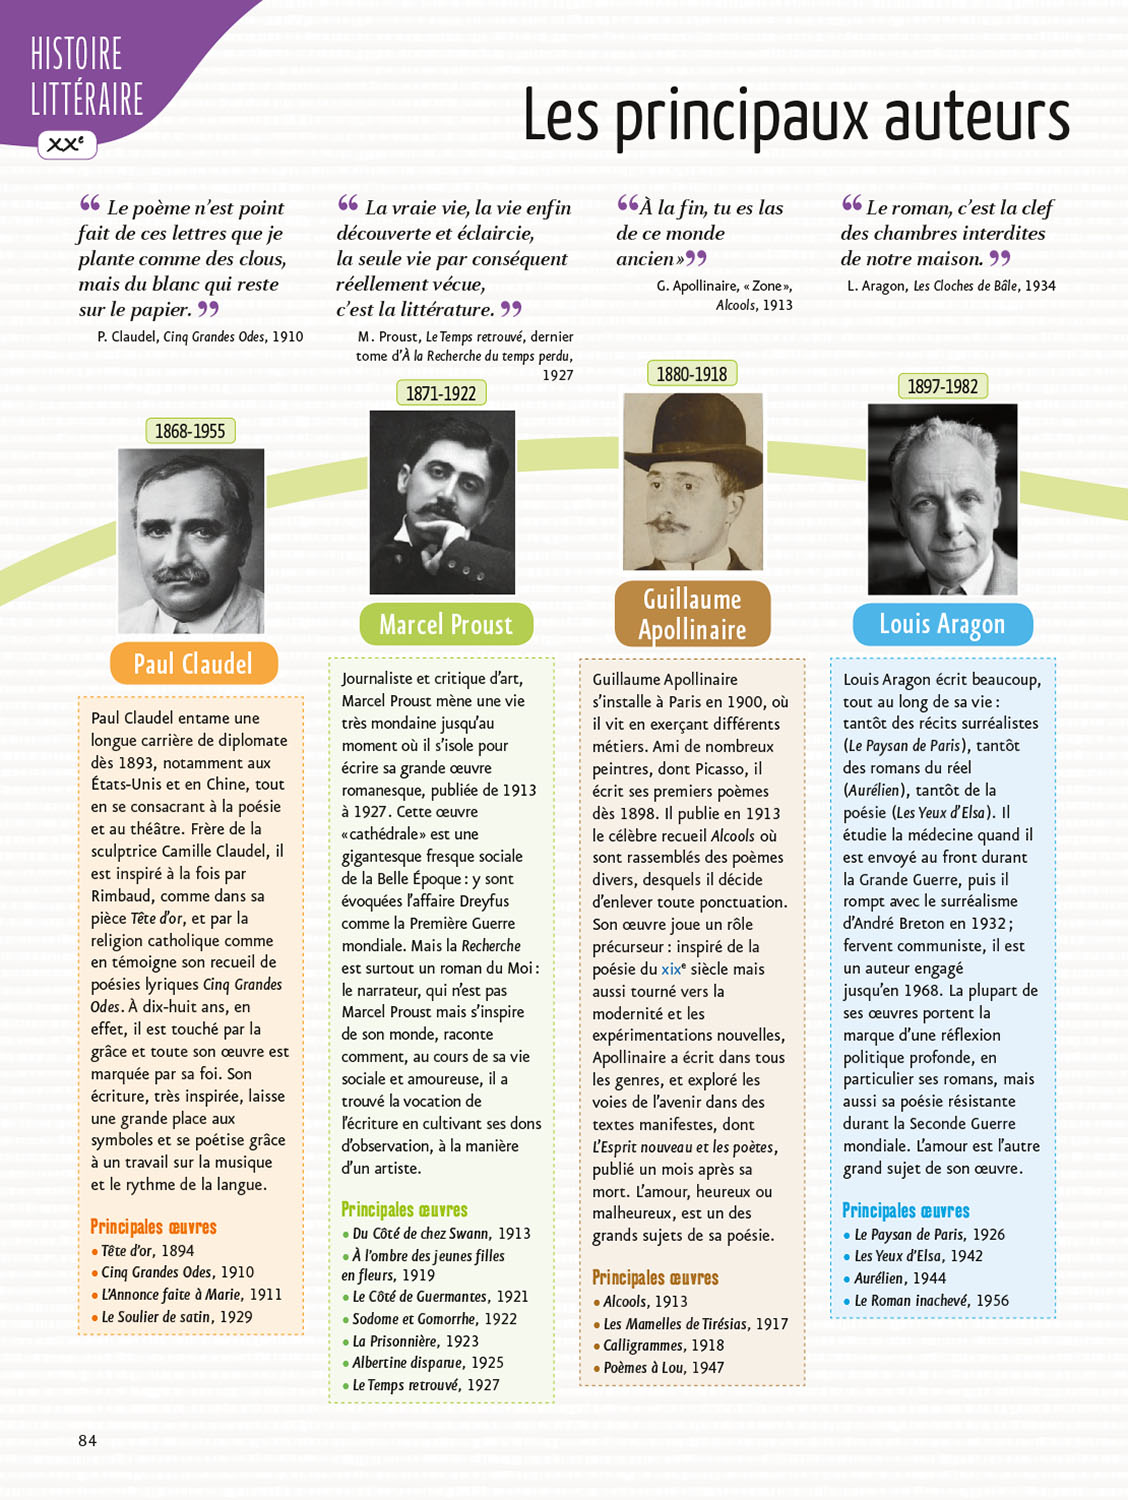 HISTOIRE
LITTÉRAIRE
XXe
Les principaux auteurs
“ Le poème n’est point
fait de ces lettres que je
plante comme des clous,
mais du blanc qui reste
sur le papier. ”
P. Claudel, Cinq Grandes Odes, 1910
“ La vraie vie, la vie enfin
découverte et éclaircie,
la seule vie par conséquent
réellement vécue,
c’est la littérature. ”
M. Proust, Le Temps retrouvé, dernier
tome d’À la Recherche du temps perdu,
1927
“À la fin, tu es las
de ce monde
ancien»”
G. Apollinaire, « Zone »,
Alcools, 1913
“ Le roman, c’est la clef
des chambres interdites
de notre maison. ”
L. Aragon, Les Cloches de Bâle, 1934
1868-1955
Paul Claudel
Paul Claudel entame une
longue carrière de diplomate
dès 1893, notamment aux
États-Unis et en Chine, tout
en se consacrant à la poésie
et au théâtre. Frère de la
sculptrice Camille Claudel, il
est inspiré à la fois par
Rimbaud, comme dans sa
pièce Tête d’or, et par la
religion catholique comme
en témoigne son recueil de
poésies lyriques Cinq Grandes
Odes. À dix-huit ans, en
effet, il est touché par la
grâce et toute son œuvre est
marquée par sa foi. Son
écriture, très inspirée, laisse
une grande place aux
symboles et se poétise grâce
à un travail sur la musique
et le rythme de la langue.
Principales œuvres
• Tête d’or, 1894
• Cinq Grandes Odes, 1910
• L’Annonce faite à Marie, 1911
• Le Soulier de satin, 1929
1871-1922
Marcel Proust
Journaliste et critique d’art,
Marcel Proust mène une vie
très mondaine jusqu’au
moment où il s’isole pour
écrire sa grande œuvre
romanesque, publiée de 1913
à 1927. Cette œuvre
« cathédrale » est une
gigantesque fresque sociale
de la Belle Époque : y sont
évoquées l’affaire Dreyfus
comme la Première Guerre
mondiale. Mais la Recherche
est surtout un roman du Moi :
le narrateur, qui n’est pas
Marcel Proust mais s’inspire
de son monde, raconte
comment, au cours de sa vie
sociale et amoureuse, il a
trouvé la vocation de
l’écriture en cultivant ses dons
d’observation, à la manière
d’un artiste.
Principales œuvres
• Du Côté de chez Swann, 1913
• À l’ombre des jeunes filles
en fleurs, 1919
• Le Côté de Guermantes, 1921
• Sodome et Gomorrhe, 1922
• La Prisonnière, 1923
• Albertine disparue, 1925
• Le Temps retrouvé, 1927
1880-1918
Guillaume
Apollinaire
Guillaume Apollinaire
s’installe à Paris en 1900, où
il vit en exerçant différents
métiers. Ami de nombreux
peintres, dont Picasso, il
écrit ses premiers poèmes
dès 1898. Il publie en 1913
le célèbre recueil Alcools où
sont rassemblés des poèmes
divers, desquels il décide
d’enlever toute ponctuation.
Son œuvre joue un rôle
précurseur : inspiré de la
poésie du xixe siècle mais
aussi tourné vers la
modernité et les
expérimentations nouvelles,
Apollinaire a écrit dans tous
les genres, et exploré les
voies de l’avenir dans des
textes manifestes, dont
L’Esprit nouveau et les poètes,
publié un mois après sa
mort. L’amour, heureux ou
malheureux, est un des
grands sujets de sa poésie.
Principales œuvres
• Alcools, 1913
• Les Mamelles de Tirésias, 1917
• Calligrammes, 1918
• Poèmes à Lou, 1947
1897-1982
Louis Aragon
Louis Aragon écrit beaucoup,
tout au long de sa vie :
tantôt des récits surréalistes
(Le Paysan de Paris), tantôt
des romans du réel
(Aurélien), tantôt de la
poésie (Les Yeux d’Elsa). Il
étudie la médecine quand il
est envoyé au front durant
la Grande Guerre, puis il
rompt avec le surréalisme
d’André Breton en 1932 ;
fervent communiste, il est
un auteur engagé
jusqu’en 1968. La plupart de
ses œuvres portent la
marque d’une réflexion
politique profonde, en
particulier ses romans, mais
aussi sa poésie résistante
durant la Seconde Guerre
mondiale. L’amour est l’autre
grand sujet de son œuvre.
Principales œuvres
• Le Paysan de Paris, 1926
• Les Yeux d’Elsa, 1942
• Aurélien, 1944
• Le Roman inachevé, 1956
84